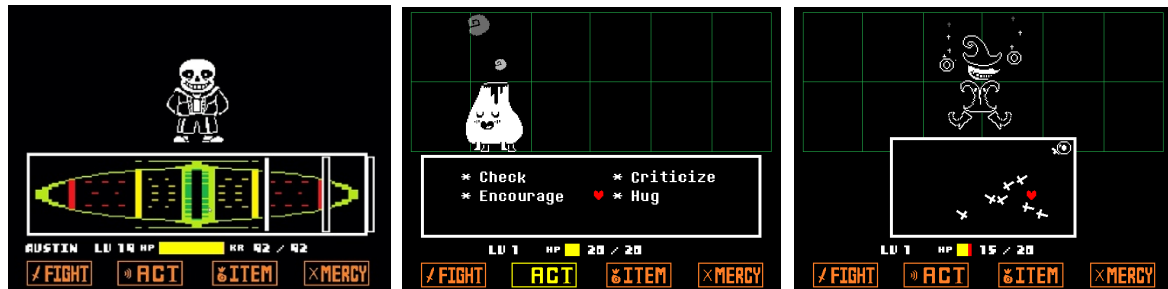 AUSTIN LV 19 HP KR 92 / 92
FIGHT ACT ITEM MERCY
* Check * Criticize
* Encourage * Hug
LV 1 HP 20 / 20
FIGHT ACT ITEM MERCY
LV 1 HP 15 / 20
FIGHT ACT ITEM MERCY